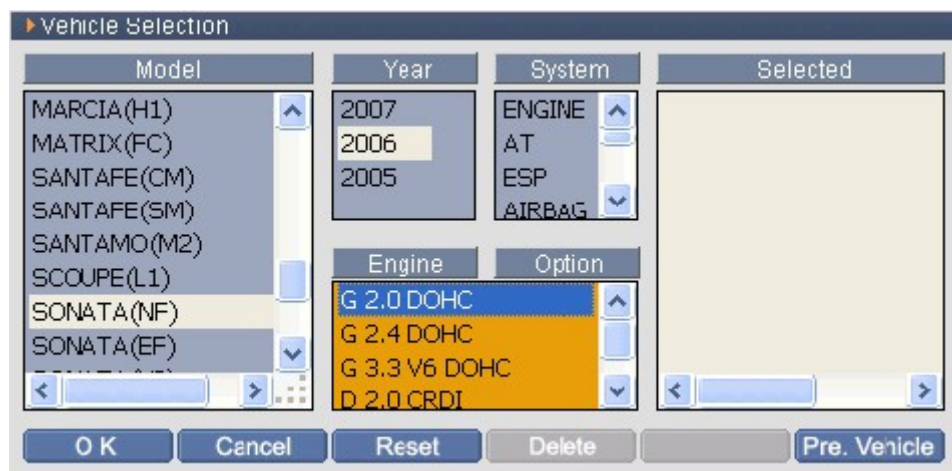 Vehicle Selection
Model
MARCIA(H1)
MATRIX(FC)
SANTAFE(CM)
SANTAFE(SM)
SANTAMO(M2)
SCOUPE(L1)
SONATA(NF)
SONATA(EF)
Year
2007
2006
2005
System
ENGINE
AT
ESP
AIRBAG
Engine Option
G 2.0 DOHC
G 2.4 DOHC
G 3.3 V6 DOHC
D 2.0 CRDI
Selected
OK Cancel Reset Delete Pre. Vehicle